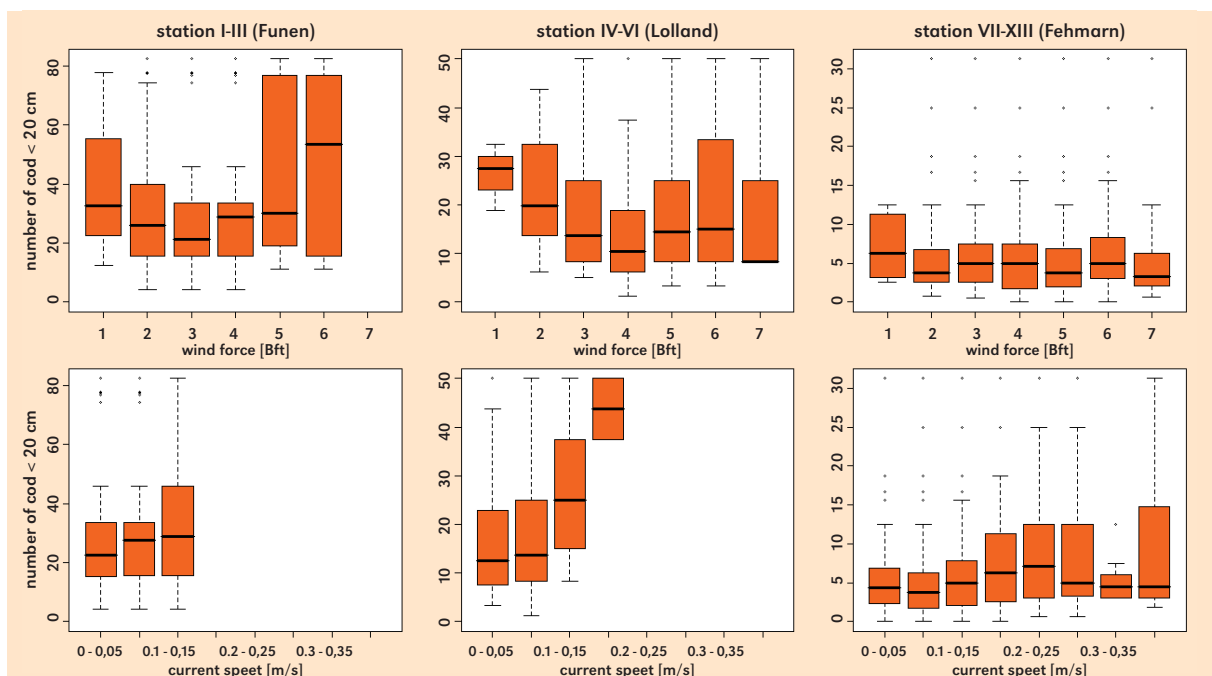 station I-III (Funen)
number of cod < 20 cm
80
60
40
20
0
1 2 3 4 5 6 7
wind force [Bft]
station IV-VI (Lolland)
50
40
30
20
10
0
1 2 3 4 5 6 7
wind force [Bft]
station VII-XIII (Fehmarn)
30
25
20
15
10
5
0
1 2 3 4 5 6 7
wind force [Bft]
number of cod < 20 cm
80
60
40
20
0
0 - 0,05 0.1 - 0,15 0.2 - 0,25 0.3 - 0,35
current speet [m/s]
50
40
30
20
10
0
0 - 0,05 0.1 - 0,15 0.2 - 0,25 0.3 - 0,35
current speet [m/s]
30
25
20
15
10
5
0
0 - 0,05 0.1 - 0,15 0.2 - 0,25 0.3 - 0,35
current speet [m/s]